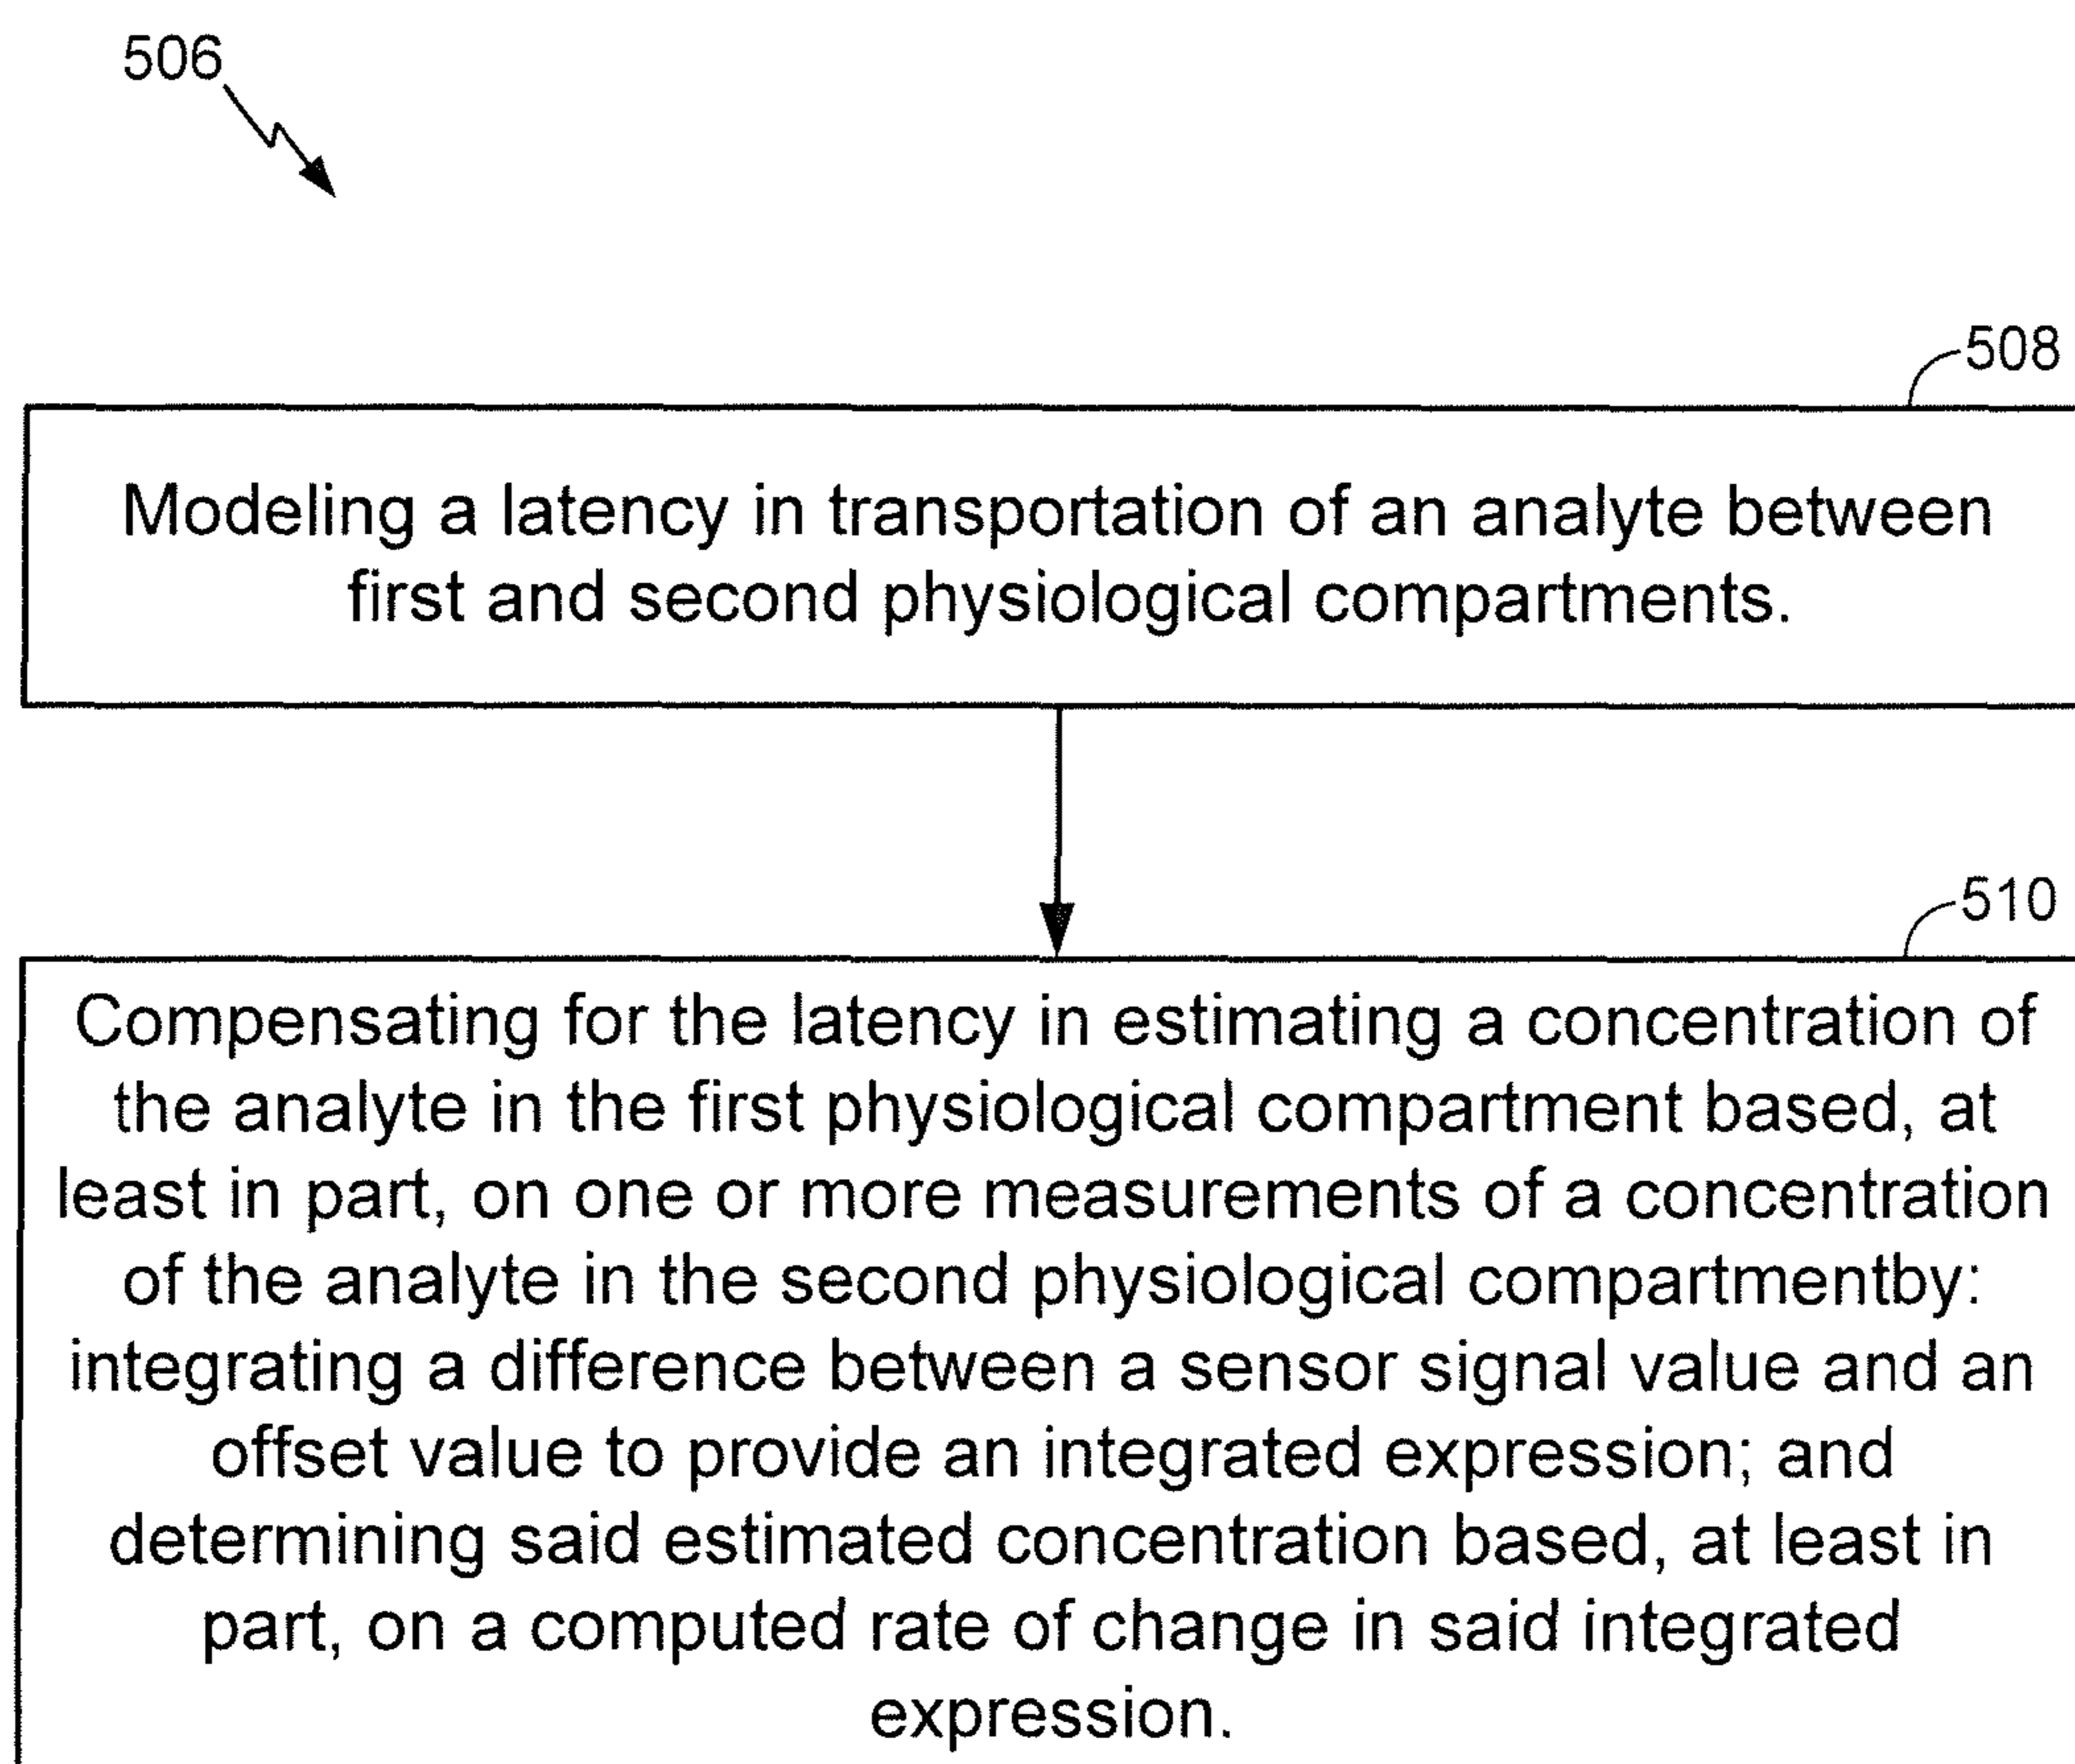 506
508
Modeling a latency in transportation of an analyte between
first and second physiological compartments.
510
Compensating for the latency in estimating a concentration of
the analyte in the first physiological compartment based, at
least in part, on one or more measurements of a concentration
of the analyte in the second physiological compartmentby:
integrating a difference between a sensor signal value and an
offset value to provide an integrated expression; and
determining said estimated concentration based, at least in
part, on a computed rate of change in said integrated
expression.